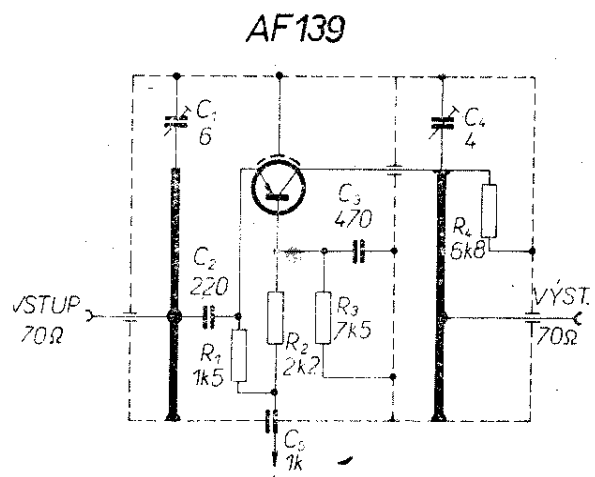 AF139
C₁
6
C₄
4
C₃
470
R₄
6k8
C₂
220
VSTUP
70Ω
R₁
1k5
R₂
2k2
R₃
7k5
VÝST.
70Ω
C₅
1k